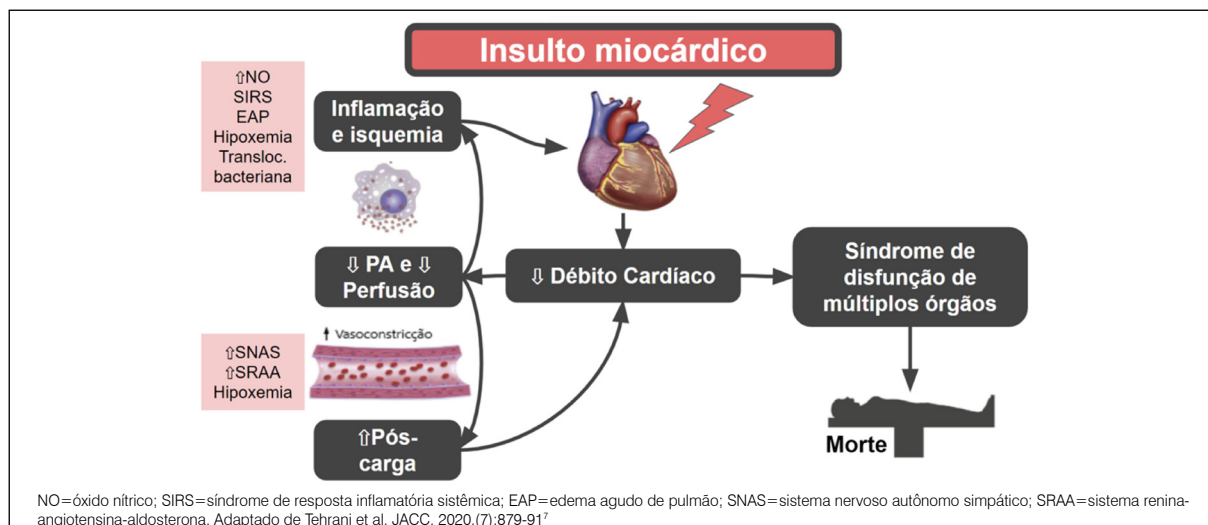 Insulto miocárdico
⇧NO
SIRS
EAP
Hipoxemia
Transloc.
bacteriana
Inflamação
e isquemia
⇩ PA e ⇩
Perfusão
⇩ Débito Cardíaco
Síndrome de
disfunção de
múltiplos órgãos
⇧SNAS
⇧SRAA
Hipoxemia
↑ Vasoconstricção
⇧Pós-
carga
Morte
NO=óxido nítrico; SIRS=síndrome de resposta inflamatória sistêmica; EAP=edema agudo de pulmão; SNAS=sistema nervoso autônomo simpático; SRAA=sistema renina-
angiotensina-aldosterona. Adaptado de Tehrani et al. JACC. 2020.(7):879-91⁷